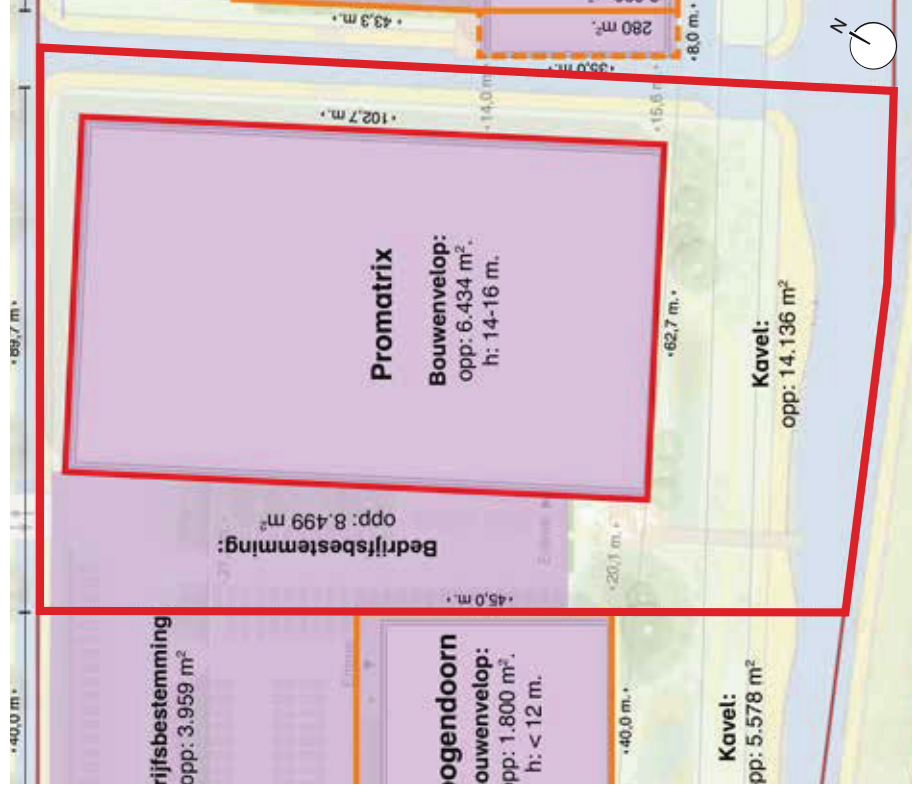 • 43,3 m. •
280 m².
•8,0 m.•
N
•35,0 m.•
•14,0 m.
•15,6 m.
• 102,7 m. •
•89,7 m•
Promatrix
Bouwenvelop:
opp: 6.434 m².
h: 14-16 m.
•62,7 m. •
Kavel:
opp: 14.136 m²
Bedrijfsbestemming:
opp: 8.499 m²
•20,1 m. •
•45,0 m. •
•40,0 m. •
rijfsbestemming
opp: 3.959 m²
ogendoorn
ouwenvelop:
pp: 1.800 m².
h: < 12 m.
•40,0 m. •
Kavel:
pp: 5.578 m²